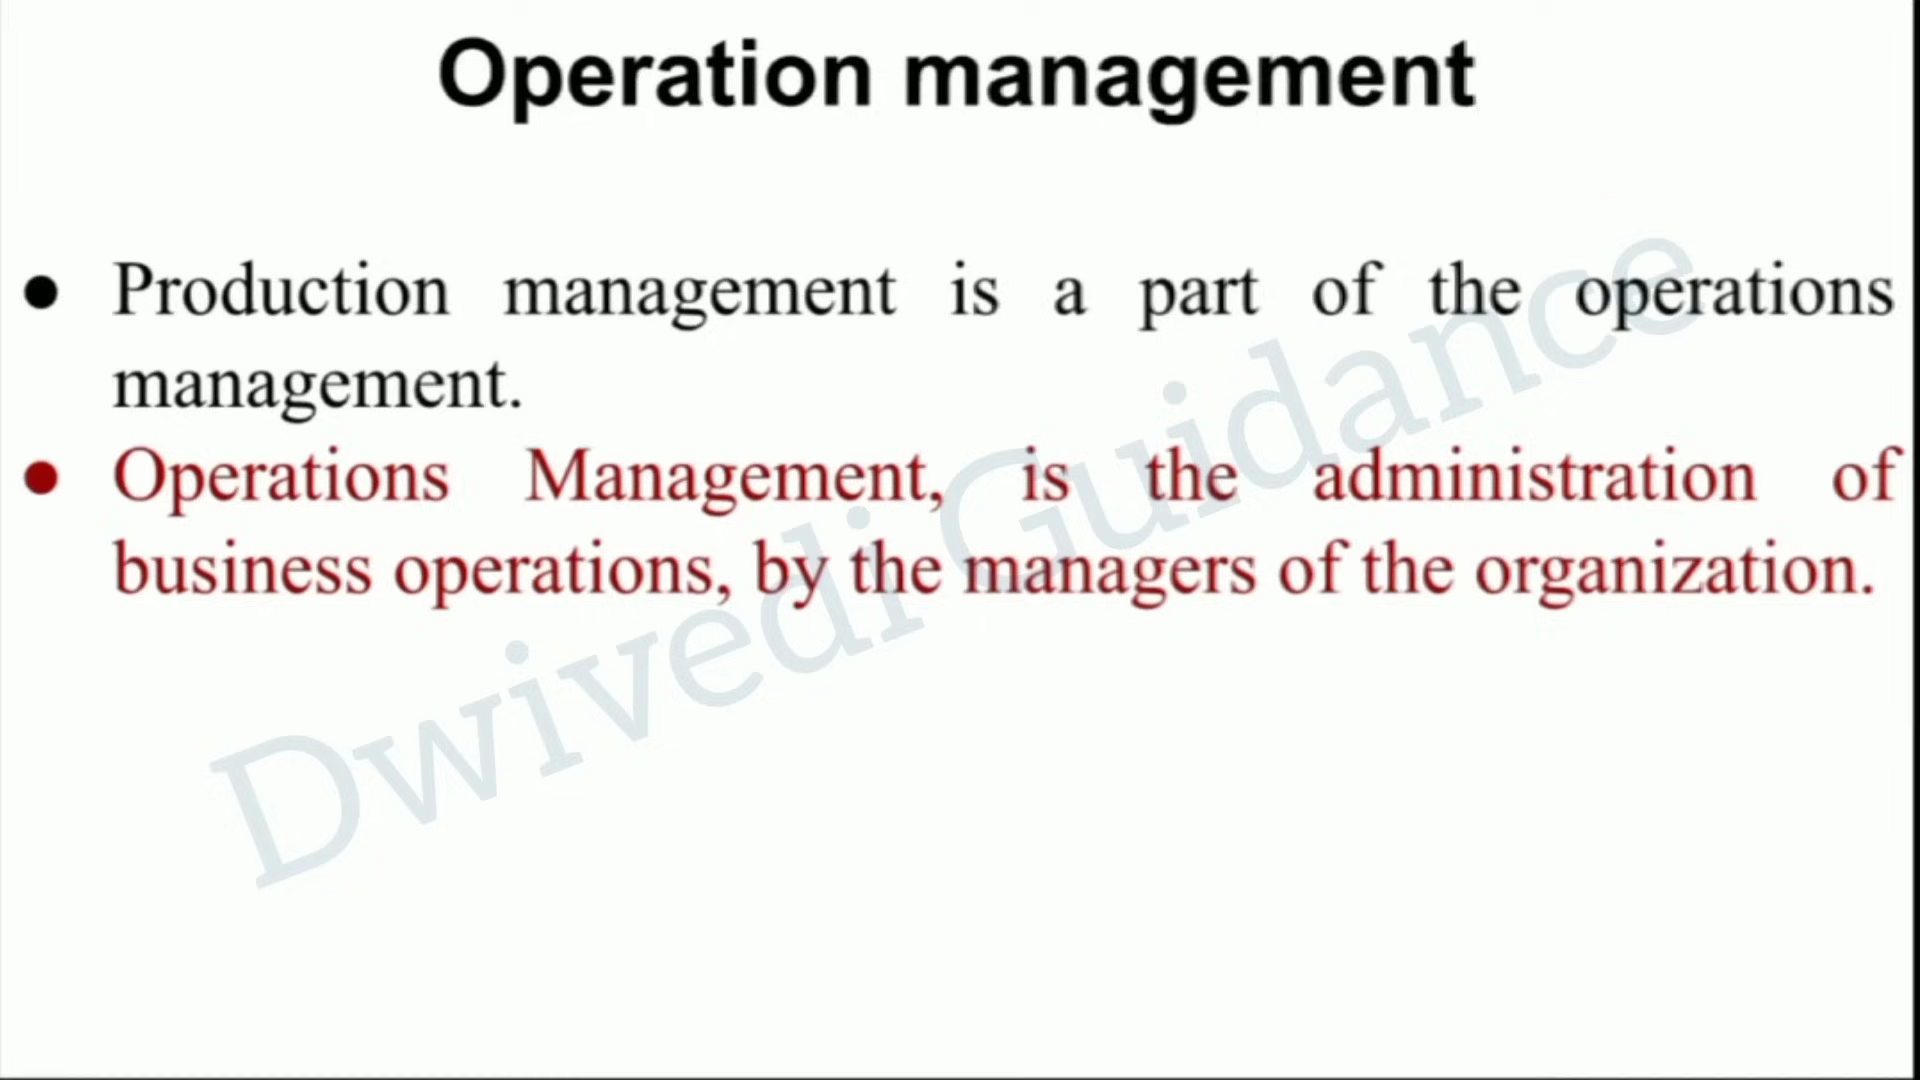 Operation management
● Production management is a part of the operations
management.
● Operations Management, is the administration of
business operations, by the managers of the organization.
Dwivedi Guidance